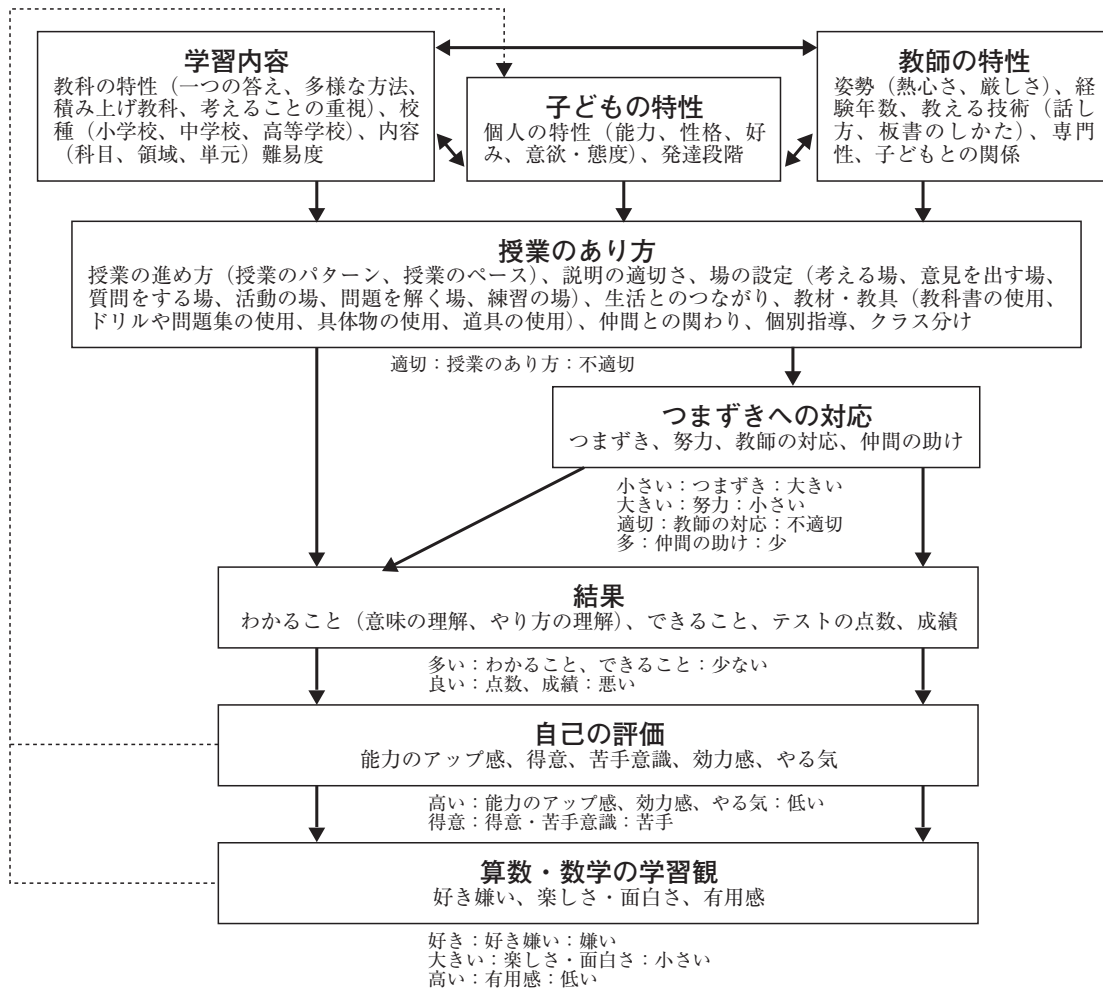 学習内容
教科の特性（一つの答え、多様な方法、
積み上げ教科、考えることの重視）、校
種（小学校、中学校、高等学校）、内容
（科目、領域、単元）難易度
子どもの特性
個人の特性（能力、性格、好
み、意欲・態度）、発達段階
教師の特性
姿勢（熱心さ、厳しさ）、経
験年数、教える技術（話し
方、板書のしかた）、専門
性、子どもとの関係
授業のあり方
授業の進め方（授業のパターン、授業のペース）、説明の適切さ、場の設定（考える場、意見を出す場、
質問をする場、活動の場、問題を解く場、練習の場）、生活とのつながり、教材・教具（教科書の使用、
ドリルや問題集の使用、具体物の使用、道具の使用）、仲間との関わり、個別指導、クラス分け
適切：授業のあり方：不適切
つまずきへの対応
つまずき、努力、教師の対応、仲間の助け
小さい：つまずき：大きい
大きい：努力：小さい
適切：教師の対応：不適切
多：仲間の助け：少
結果
わかること（意味の理解、やり方の理解）、できること、テストの点数、成績
多い：わかること、できること：少ない
良い：点数、成績：悪い
自己の評価
能力のアップ感、得意、苦手意識、効力感、やる気
高い：能力のアップ感、効力感、やる気：低い
得意：得意・苦手意識：苦手
算数・数学の学習観
好き嫌い、楽しさ・面白さ、有用感
好き：好き嫌い：嫌い
大きい：楽しさ・面白さ：小さい
高い：有用感：低い